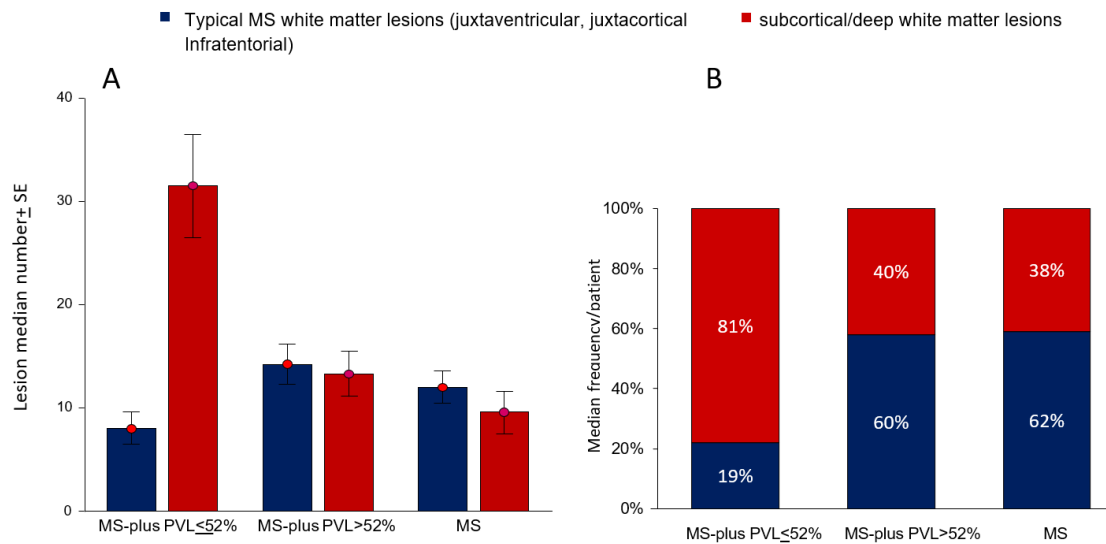 Typical MS white matter lesions (juxtaventricular, juxtacortical
Infratentorial)
subcortical/deep white matter lesions
A
B
Lesion median number± SE
40
30
20
10
0
MS-plus PVL≤52%
MS-plus PVL>52%
MS
Median frequency/patient
100%
80%
60%
40%
20%
0%
81%
19%
40%
60%
38%
62%
MS-plus PVL≤52%
MS-plus PVL>52%
MS